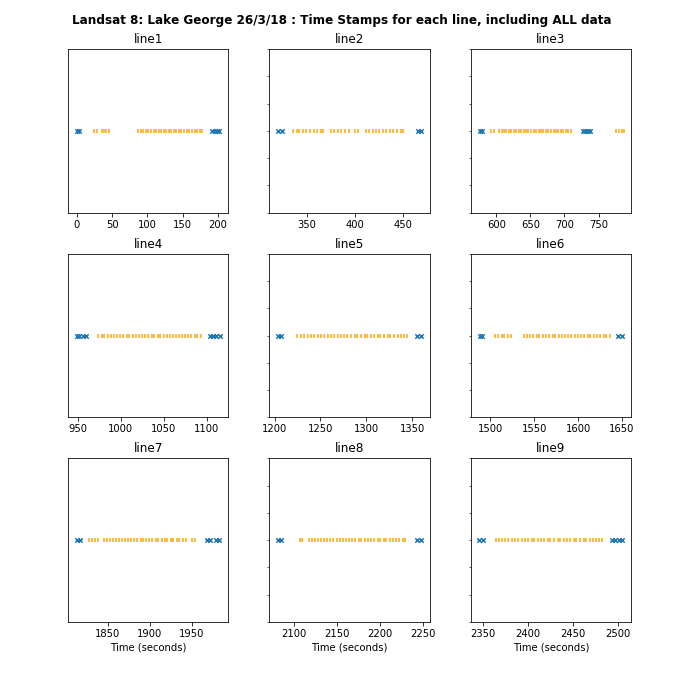 Landsat 8: Lake George 26/3/18 : Time Stamps for each line, including ALL data
line1 line2 line3
0 50 100 150 200 350 400 450 600 650 700 750
line4 line5 line6
950 1000 1050 1100 1200 1250 1300 1350 1500 1550 1600 1650
line7 line8 line9
1850 1900 1950 2100 2150 2200 2250 2350 2400 2450 2500
Time (seconds) Time (seconds) Time (seconds)